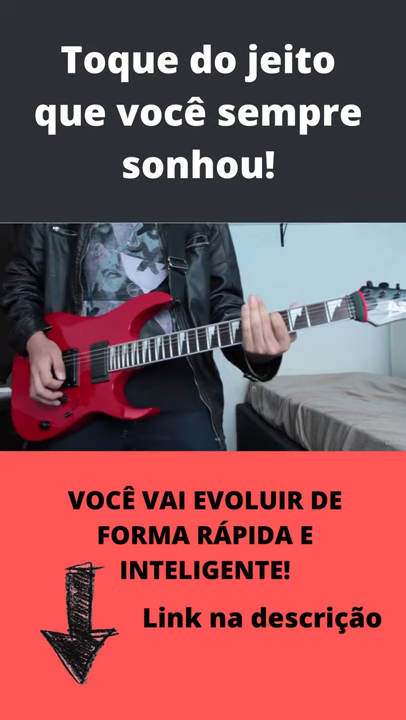 Toque do jeito
que você sempre
sonhou!
VOCÊ VAI EVOLUIR DE
FORMA RÁPIDA E
INTELIGENTE!
Link na descrição